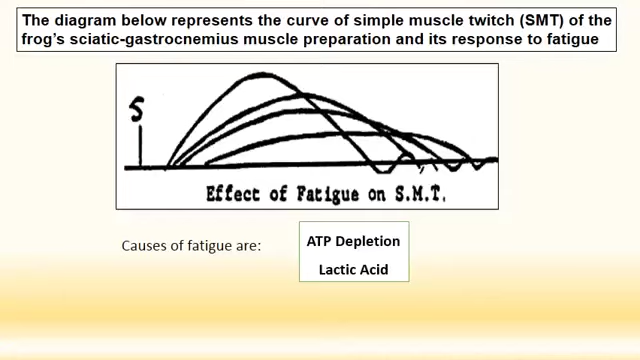 The diagram below represents the curve of simple muscle twitch (SMT) of the
frog's sciatic-gastrocnemius muscle preparation and its response to fatigue
S
Effect of Fatigue on S.M.T.
Causes of fatigue are:
ATP Depletion
Lactic Acid